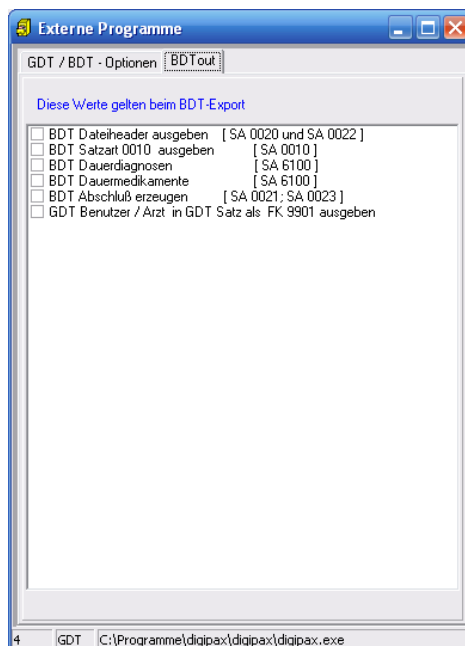 Externe Programme
GDT / BDT - Optionen BDTout
Diese Werte gelten beim BDT-Export
BDT Dateiheader ausgeben [ SA 0020 und SA 0022 ]
BDT Satzart 0010 ausgeben [ SA 0010 ]
BDT Dauerdiagnosen [ SA 6100 ]
BDT Dauermedikamente [ SA 6100 ]
BDT Abschluß erzeugen [ SA 0021; SA 0023 ]
GDT Benutzer / Arzt in GDT Satz als FK 9901 ausgeben
4 GDT C:\Programme\digipax\digipax\digipax.exe